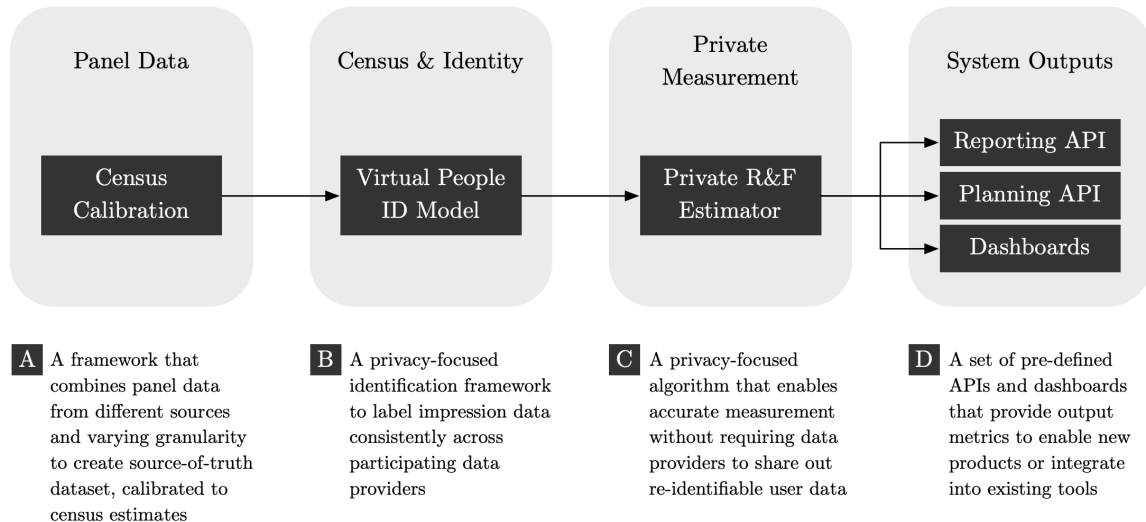 Panel Data
Census
Calibration
Census & Identity
Virtual People
ID Model
Private
Measurement
Private R&F
Estimator
System Outputs
Reporting API
Planning API
Dashboards
A
A framework that
combines panel data
from different sources
and varying granularity
to create source-of-truth
dataset, calibrated to
census estimates
B
A privacy-focused
identification framework
to label impression data
consistently across
participating data
providers
C
A privacy-focused
algorithm that enables
accurate measurement
without requiring data
providers to share out
re-identifiable user data
D
A set of pre-defined
APIs and dashboards
that provide output
metrics to enable new
products or integrate
into existing tools